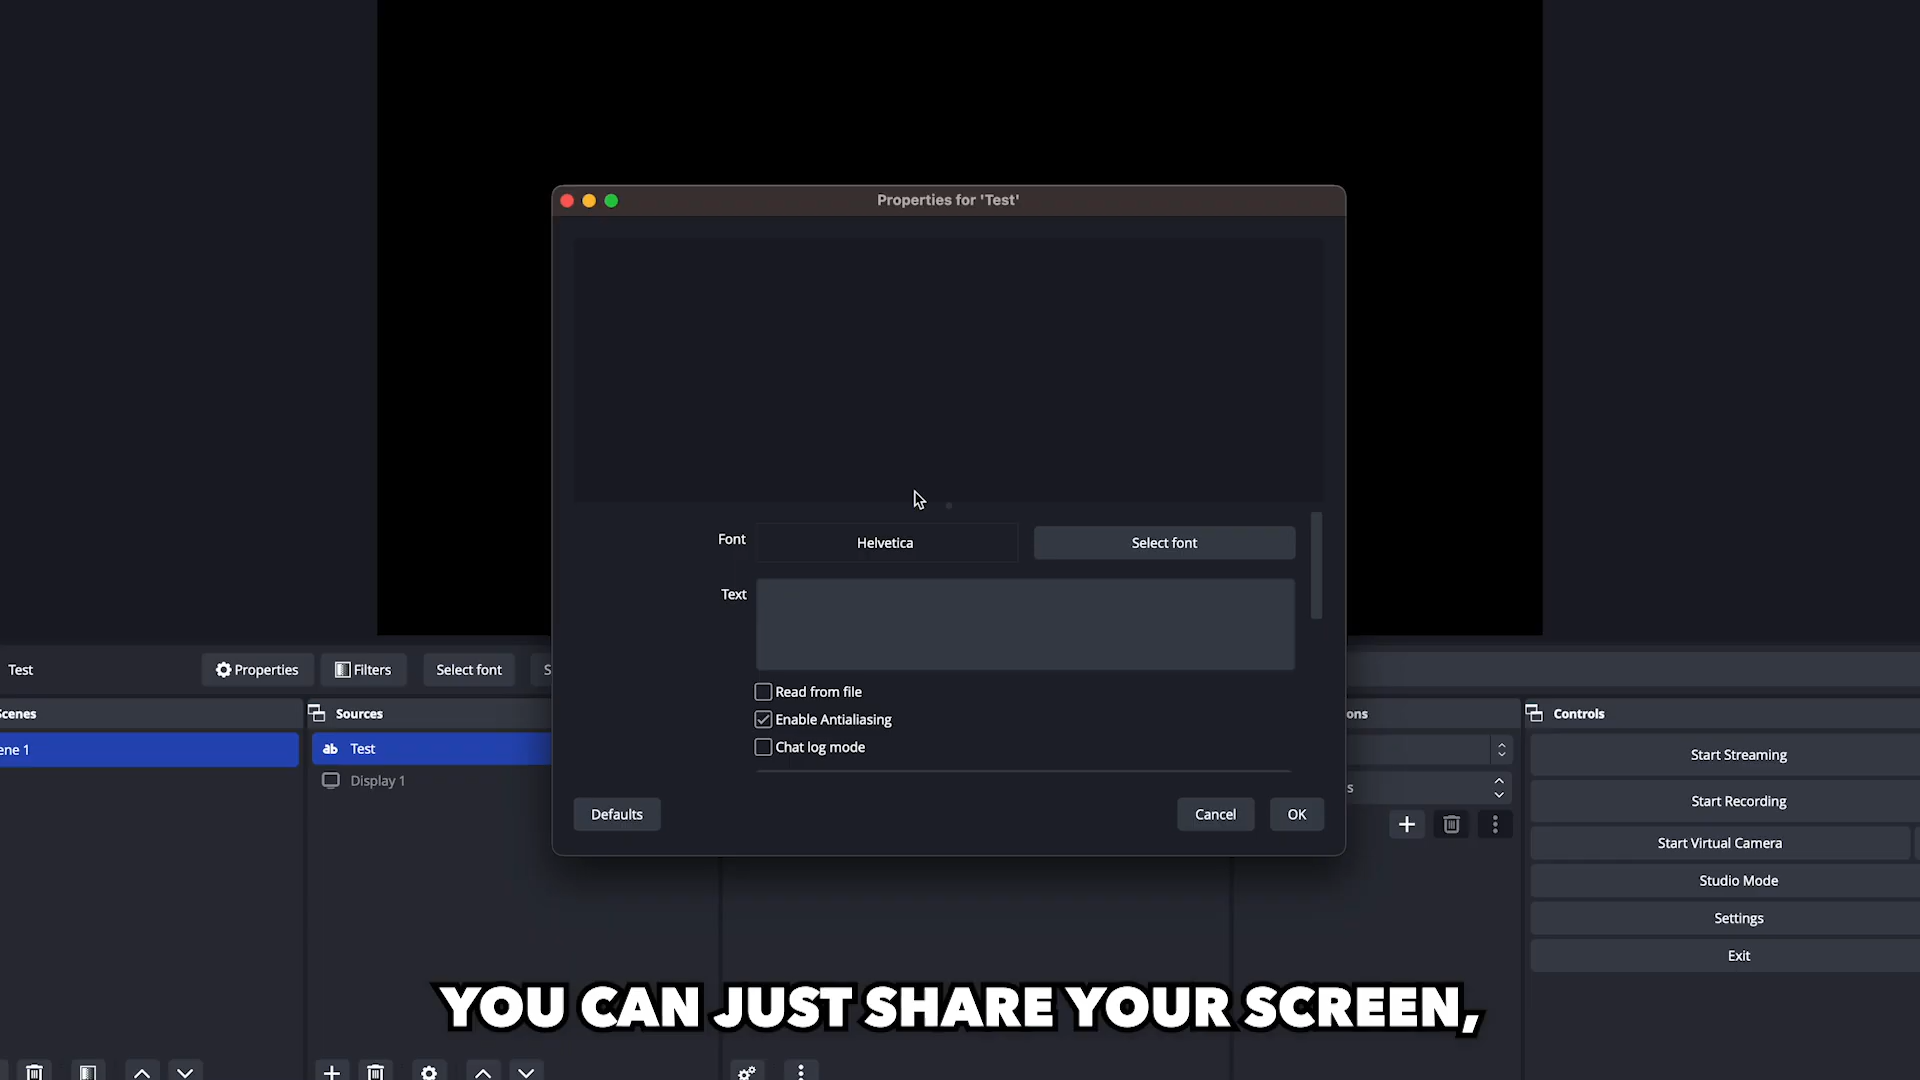 Properties for 'Test'
Font
Helvetica
Select font
Text
Test
Properties
Filters
Select font
S
Read from file
Scenes
Sources
ons
Controls
Enable Antialiasing
ene 1
ab
Test
Chat log mode
Start Streaming
Display 1
s
Start Recording
Defaults
Cancel
OK
Start Virtual Camera
Studio Mode
Settings
Exit
YOU CAN JUST SHARE YOUR SCREEN,